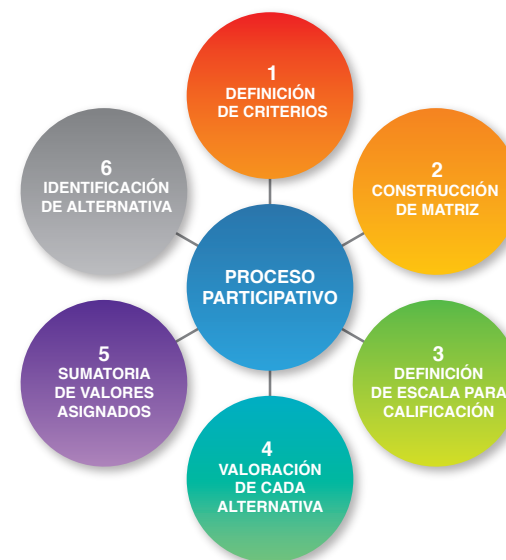 1
DEFINICIÓN
DE CRITERIOS
2
CONSTRUCCIÓN
DE MATRIZ
3
DEFINICIÓN
DE ESCALA PARA
CALIFICACIÓN
4
VALORACIÓN
DE CADA
ALTERNATIVA
5
SUMATORIA
DE VALORES
ASIGNADOS
6
IDENTIFICACIÓN
DE ALTERNATIVA
PROCESO
PARTICIPATIVO